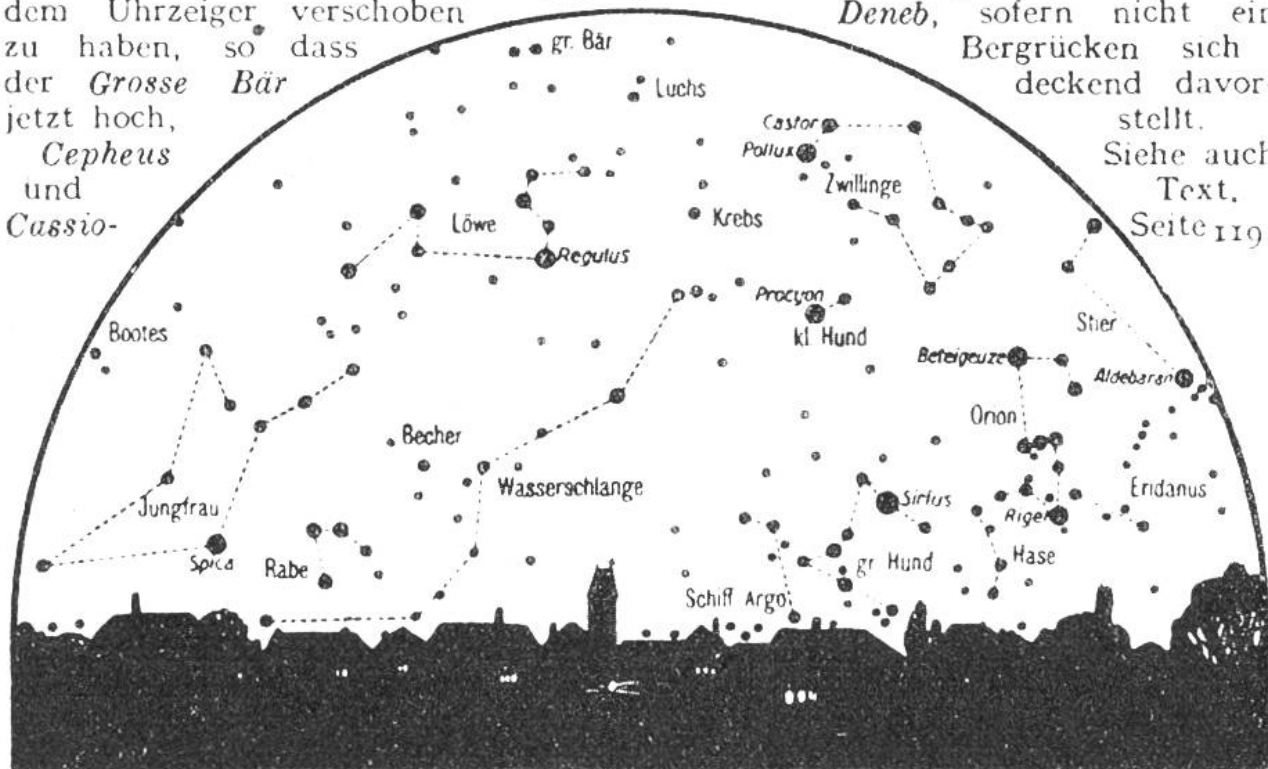 dem Uhrzeiger verschoben
zu haben, so dass
der Grosse Bär
jetzt hoch,
Cepheus
und
Cassio-
Deneb, sofern nicht ein
Bergrücken sich
deckend davor-
stellt.
Siehe auch
Text,
Seite 119
gr. Bär
Luchs
Castor
Pollux
Zwillinge
Löwe
Krebs
Regulus
Procyon
kl. Hund
Bootes
Stier
Beteigeuze
Aldebaran
Orion
Becher
Wasserschlange
Jungfrau
Sirius
Eridanus
Rigel
Spica
Rabe
gr. Hund
Hase
Schiff Argo